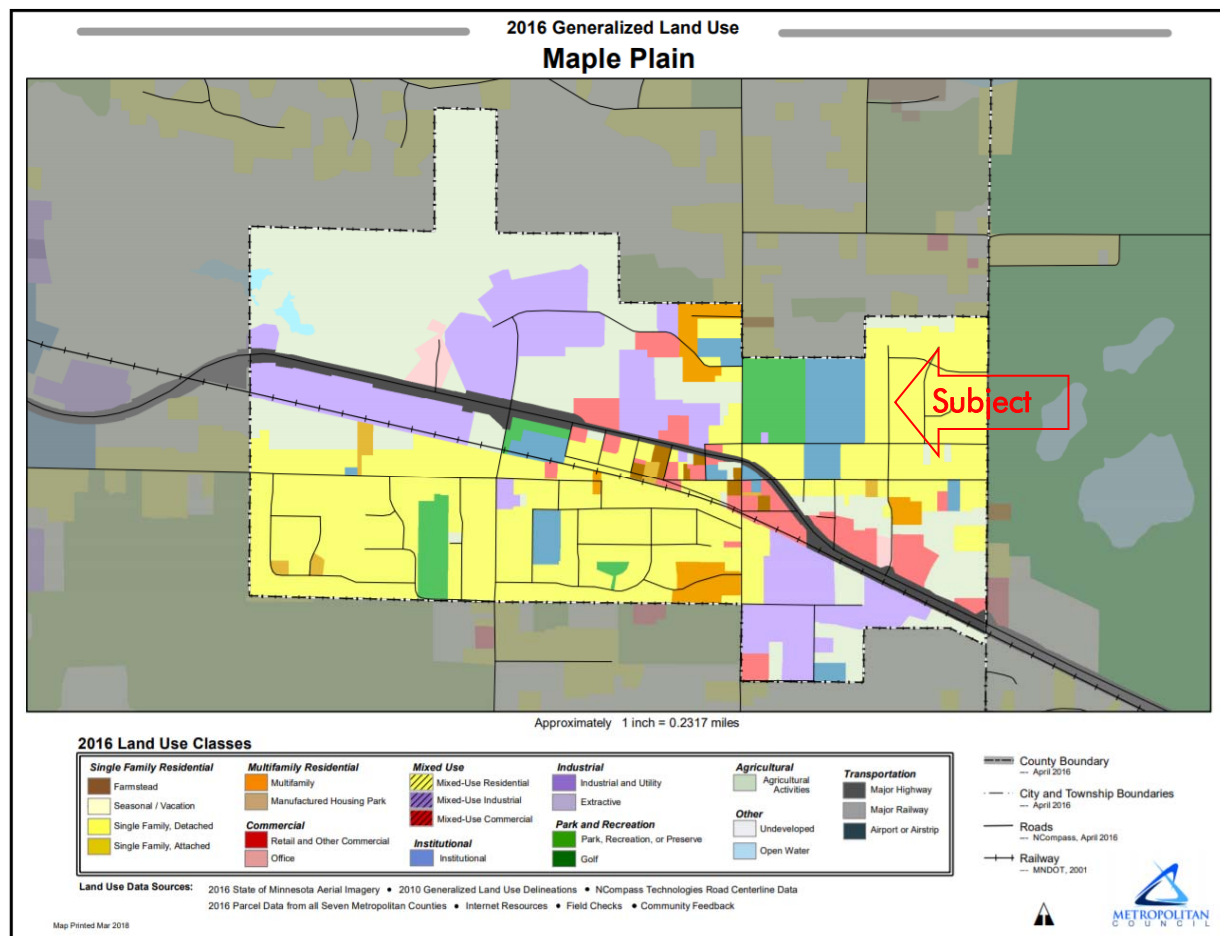 2016 Generalized Land Use
Maple Plain
Subject
Approximately 1 inch = 0.2317 miles
2016 Land Use Classes
Single Family Residential
Farmstead
Seasonal / Vacation
Single Family, Detached
Single Family, Attached
Multifamily Residential
Multifamily
Manufactured Housing Park
Commercial
Retail and Other Commercial
Office
Mixed Use
Mixed-Use Residential
Mixed-Use Industrial
Mixed-Use Commercial
Institutional
Institutional
Industrial
Industrial and Utility
Extractive
Park and Recreation
Park, Recreation, or Preserve
Golf
Agricultural
Agricultural
Activities
Other
Undeveloped
Open Water
Transportation
Major Highway
Major Railway
Airport or Airstrip
County Boundary
--- April 2016
City and Township Boundaries
--- April 2016
Roads
--- NCompass, April 2016
Railway
--- MNDOT, 2001
Land Use Data Sources: 2016 State of Minnesota Aerial Imagery • 2010 Generalized Land Use Delineations • NCompass Technologies Road Centerline Data
2016 Parcel Data from all Seven Metropolitan Counties • Internet Resources • Field Checks • Community Feedback
Map Printed Mar 2018
N
METROPOLITAN
COUNCIL